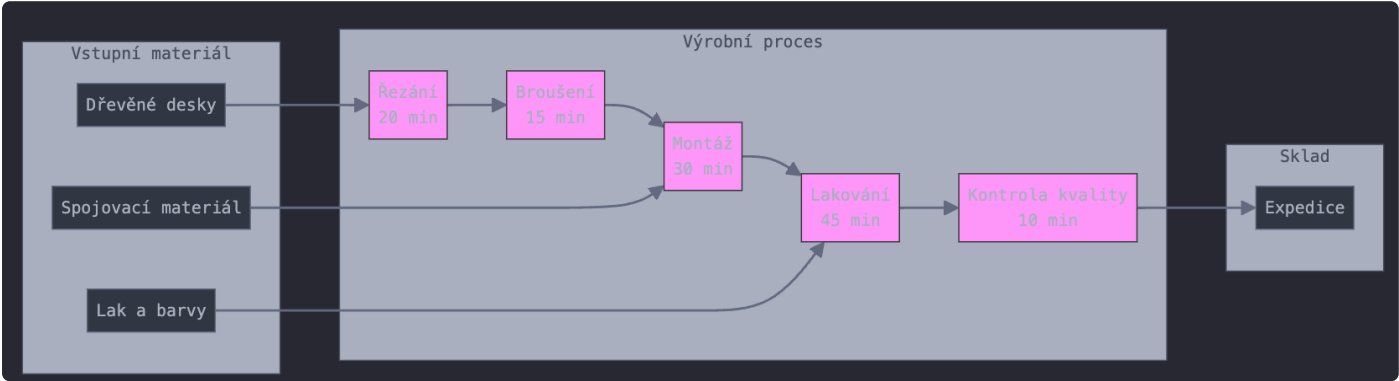 Vstupní materiál
Dřevěné desky
Spojovací materiál
Lak a barvy
Výrobní proces
Řezání
20 min
Broušení
15 min
Montáž
30 min
Lakování
45 min
Kontrola kvality
10 min
Sklad
Expedice